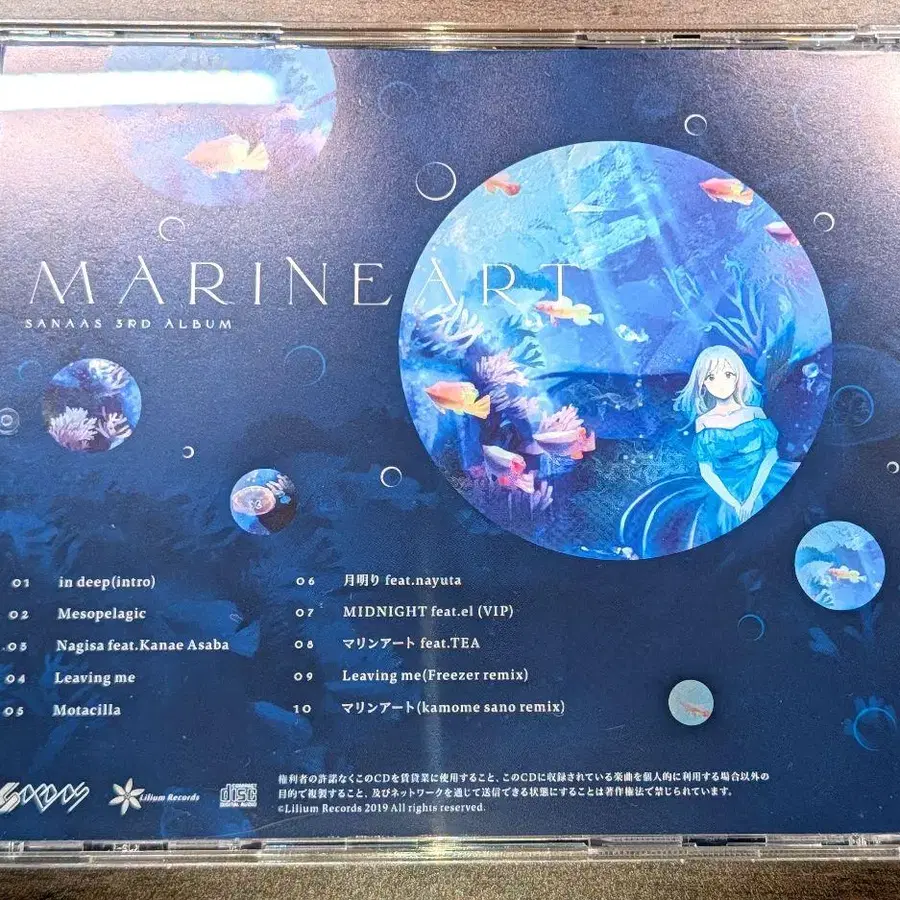 MARINEART
SANAAS 3RD ALBUM
01 in deep(intro)
02 Mesopelagic
03 Nagisa feat.Kanae Asaba
04 Leaving me
05 Motacilla
06 月明り feat.nayuta
07 MIDNIGHT feat.el (VIP)
08 マリンアート feat.TEA
09 Leaving me(Freezer remix)
10 マリンアート(kamome sano remix)
Lilium Records
disc
DIGITAL AUDIO
権利者の許諾なくこのCDを賃貸業に使用すること、このCDに収録されている楽曲を個人的に利用する場合以外の
目的で複製すること、及びネットワークを通じて送信できる状態にすることは著作権法で禁じられています。
©Lilium Records 2019 All rights reserved.